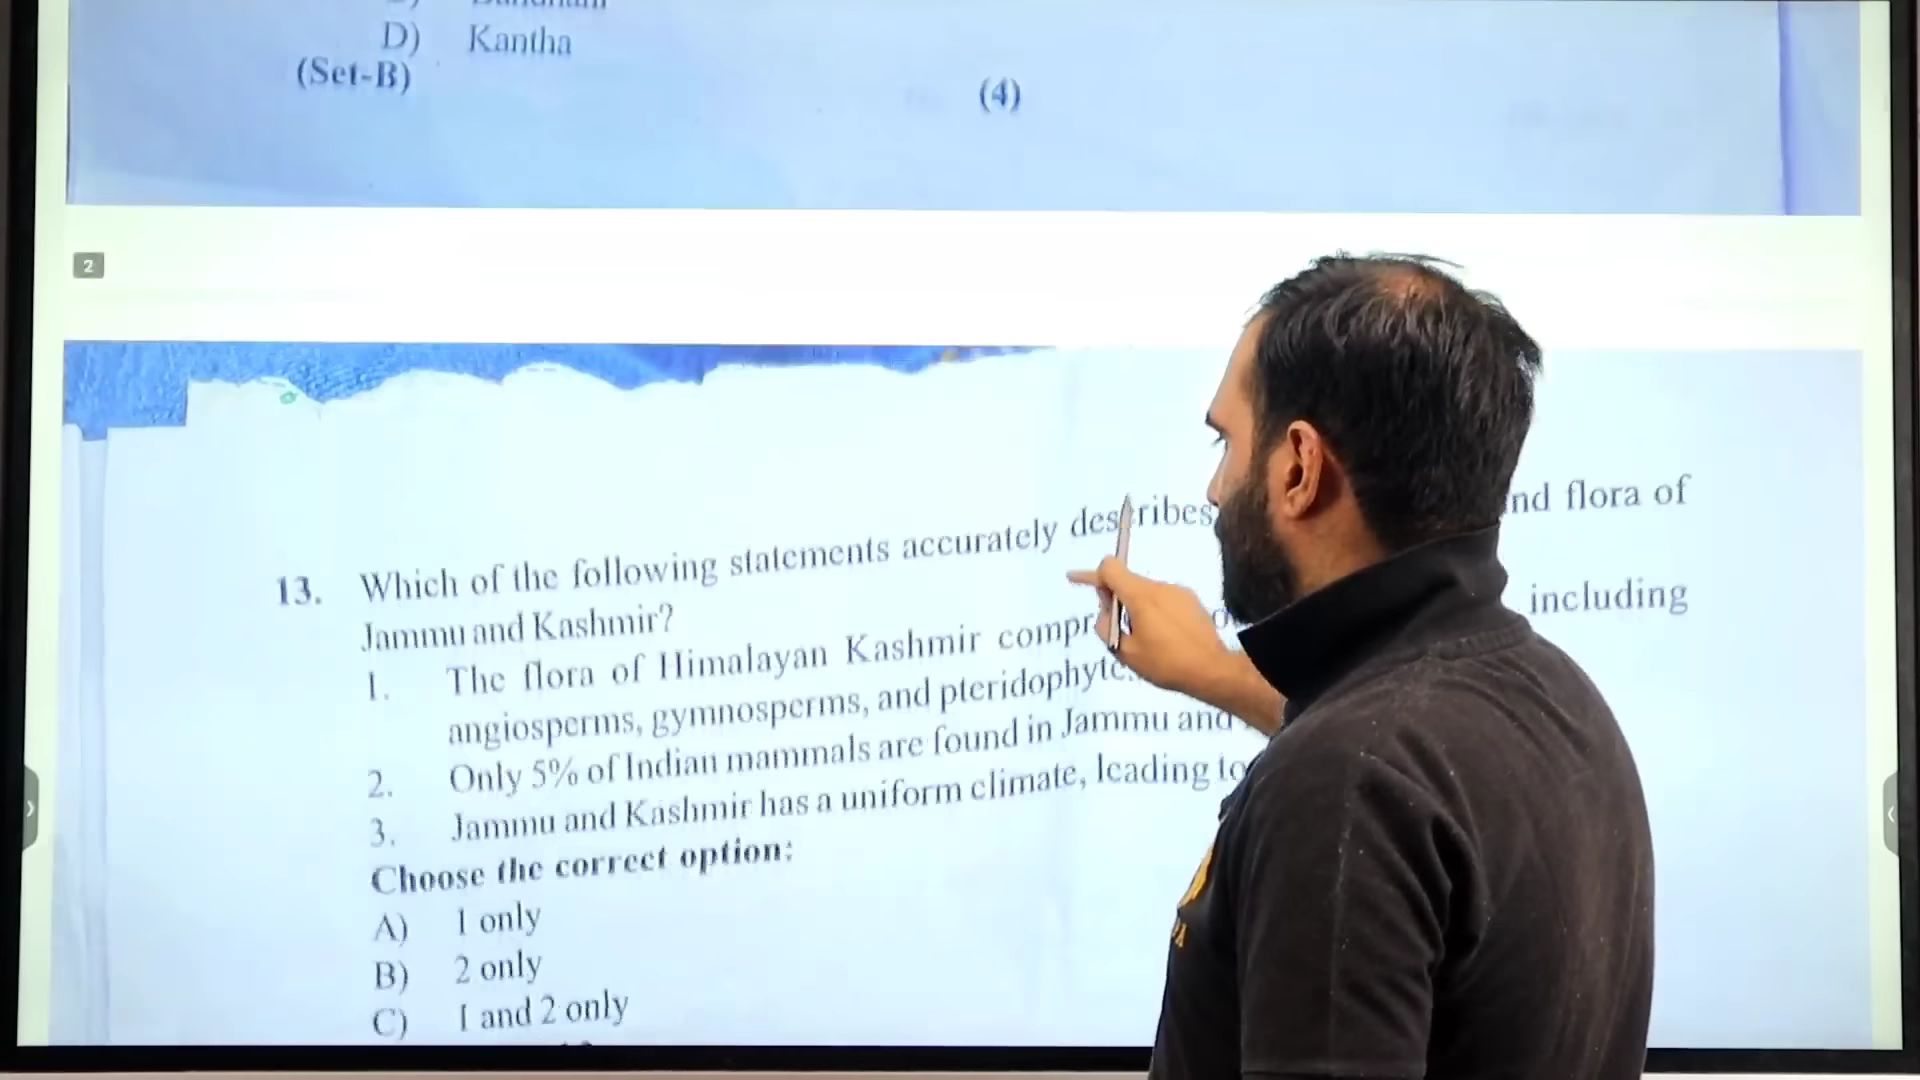 D) Kantha
(Set-B)
(4)
2
13. Which of the following statements accurately describes nd flora of
Jammu and Kashmir?
1. The flora of Himalayan Kashmir including
angiosperms, gymnosperms, and
2. Only 5% of Indian mammals are found in Jammu and
3. Jammu and Kashmir has a uniform climate, leading to
Choose the correct option:
A) 1 only
B) 2 only
C) 1 and 2 only